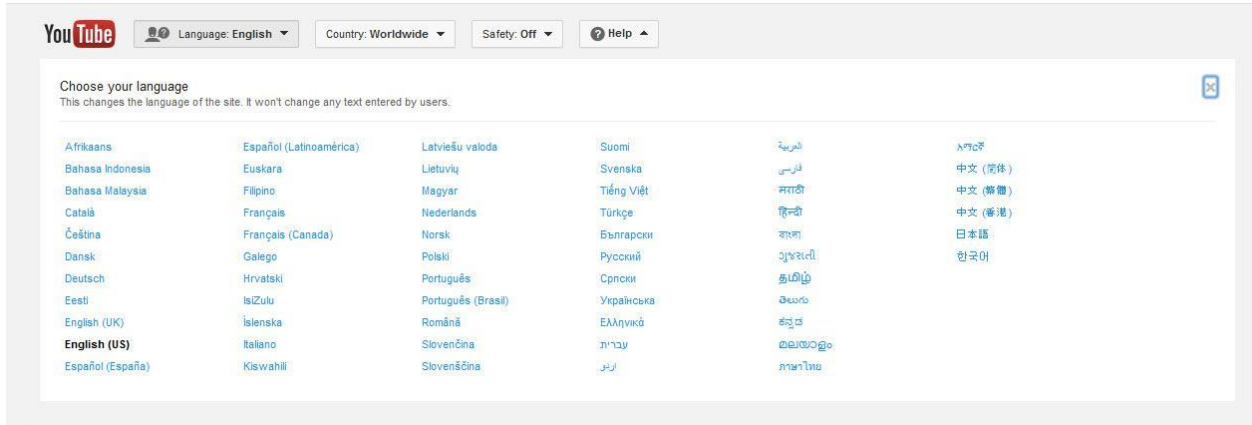 YouTube
Language: English
Country: Worldwide
Safety: Off
Help
Choose your language
This changes the language of the site. It won't change any text entered by users.
Afrikaans
Bahasa Indonesia
Bahasa Malaysia
Català
Čeština
Dansk
Deutsch
Eesti
English (UK)
English (US)
Español (España)
Español (Latinoamérica)
Euskara
Filipino
Français
Français (Canada)
Galego
Hrvatski
IsiZulu
Íslenska
Italiano
Kiswahili
Latviešu valoda
Lietuvių
Magyar
Nederlands
Norsk
Polski
Português
Português (Brasil)
Română
Slovenčina
Slovenščina
Suomi
Svenska
Tiếng Việt
Türkçe
Български
Русский
Српски
Українська
Ελληνικά
עברית
اردو
العربية
فارسی
मराठी
हिन्दी
বাংলা
ગુજરાતી
தமிழ்
తెలుగు
ಕನ್ನಡ
മലയാളം
ภาษาไทย
አማርኛ
中文 (简体)
中文 (繁體)
中文 (香港)
日本語
한국어